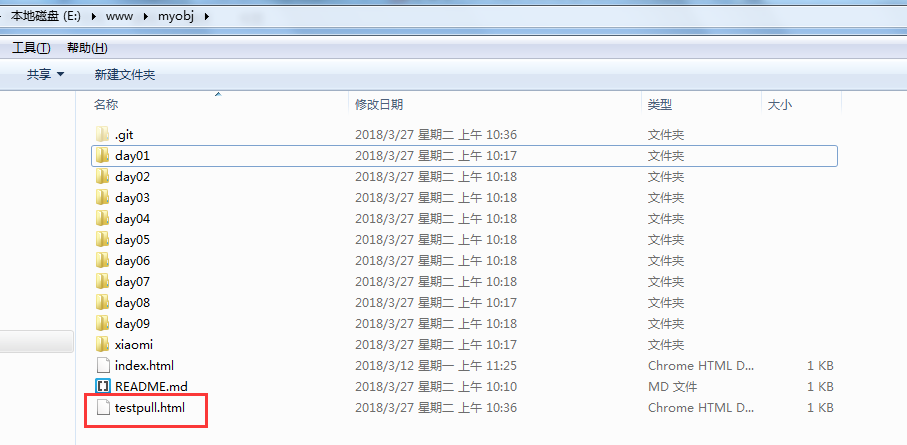 本地磁盘 (E:) www myobj
工具(T) 帮助(H)
共享 新建文件夹
名称 修改日期 类型 大小
.git 2018/3/27 星期二 上午 10:36 文件夹
day01 2018/3/27 星期二 上午 10:17 文件夹
day02 2018/3/27 星期二 上午 10:18 文件夹
day03 2018/3/27 星期二 上午 10:18 文件夹
day04 2018/3/27 星期二 上午 10:18 文件夹
day05 2018/3/27 星期二 上午 10:18 文件夹
day06 2018/3/27 星期二 上午 10:18 文件夹
day07 2018/3/27 星期二 上午 10:18 文件夹
day08 2018/3/27 星期二 上午 10:17 文件夹
day09 2018/3/27 星期二 上午 10:18 文件夹
xiaomi 2018/3/27 星期二 上午 10:17 文件夹
index.html 2018/3/12 星期一 上午 11:25 Chrome HTML D... 1 KB
README.md 2018/3/27 星期二 上午 10:10 MD 文件 1 KB
testpull.html 2018/3/27 星期二 上午 10:36 Chrome HTML D... 1 KB